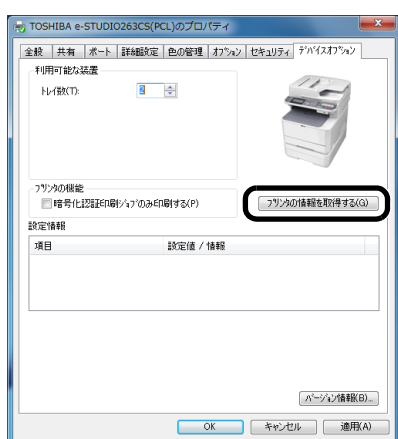 TOSHIBA e-STUDIO263CS(PCL)のプロパティ
全般 共有 ポート 詳細設定 色の管理 オプション セキュリティ デバイスオプション
利用可能な装置
トレイ数(T): 2
プリンタの機能
暗号化認証印刷ジョブのみ印刷する(P)
プリンタの情報を取得する(G)
設定情報
項目 設定値 / 情報
バージョン情報(B)...
OK キャンセル 適用(A)